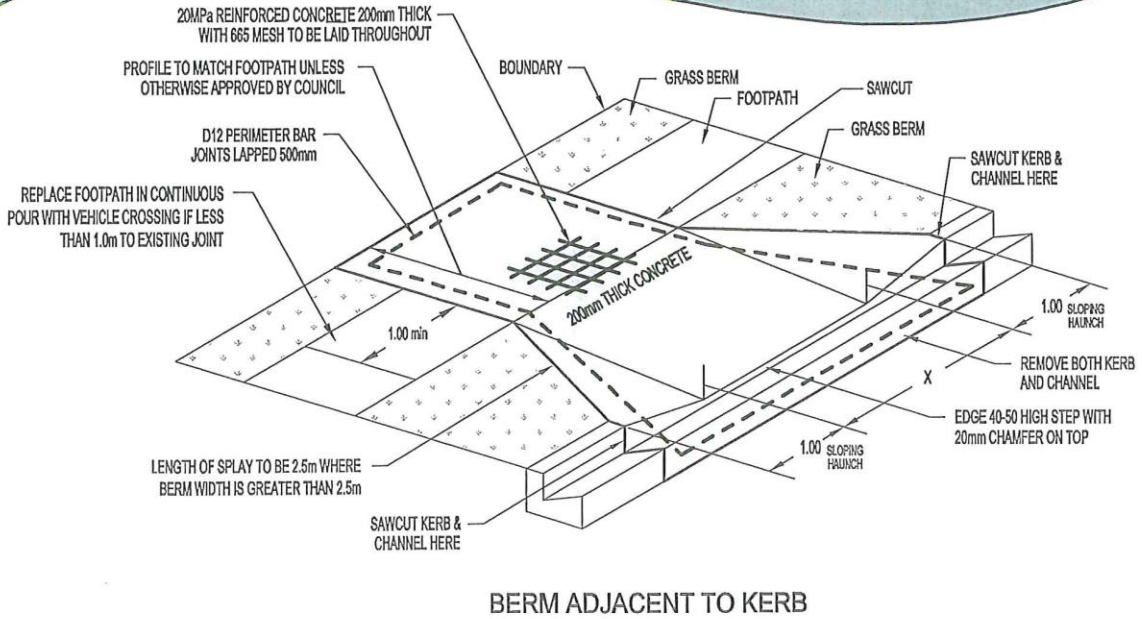 20MPa REINFORCED CONCRETE 200mm THICK
WITH 665 MESH TO BE LAID THROUGHOUT
PROFILE TO MATCH FOOTPATH UNLESS
OTHERWISE APPROVED BY COUNCIL
D12 PERIMETER BAR
JOINTS LAPPED 500mm
REPLACE FOOTPATH IN CONTINUOUS
POUR WITH VEHICLE CROSSING IF LESS
THAN 1.0m TO EXISTING JOINT
BOUNDARY
GRASS BERM
FOOTPATH
SAWCUT
GRASS BERM
SAWCUT KERB &
CHANNEL HERE
200mm THICK CONCRETE
1.00 min
1.00 SLOPING
HAUNCH
REMOVE BOTH KERB
AND CHANNEL
X
EDGE 40-50 HIGH STEP WITH
20mm CHAMFER ON TOP
1.00 SLOPING
HAUNCH
LENGTH OF SPLAY TO BE 2.5m WHERE
BERM WIDTH IS GREATER THAN 2.5m
SAWCUT KERB &
CHANNEL HERE
BERM ADJACENT TO KERB